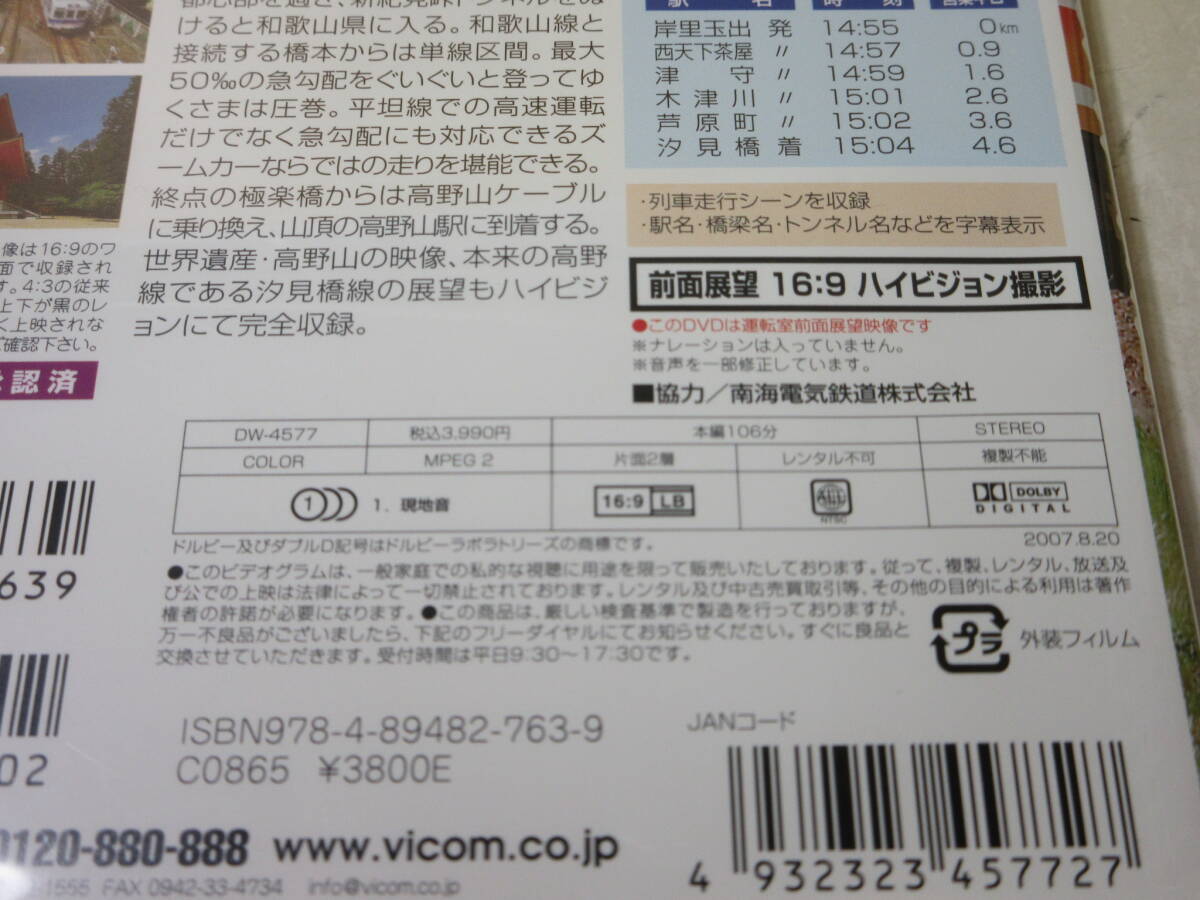 都心部を過ぎ、新紀見峠トンネルをぬ
けると和歌山県に入る。和歌山線と
接続する橋本からは単線区間。最大
50‰の急勾配をぐいぐいと登ってゆ
くさまは圧巻。平坦線での高速運転
だけでなく急勾配にも対応できるズ
ームカーならではの走りを堪能できる。
終点の極楽橋からは高野山ケーブル
に乗り換え、山頂の高野山駅に到着する。
世界遺産・高野山の映像、本来の高野
線である汐見橋線の展望もハイビジ
ョンにて完全収録。
像は16:9のワ
面で収録され
す。4:3の従来
上下が黒のレ
く上映されな
ご確認下さい。
認済
駅名 時刻 営業キロ
岸里玉出 発 14:55 0km
西天下茶屋 〃 14:57 0.9
津守 〃 14:59 1.6
木津川 〃 15:01 2.6
芦原町 〃 15:02 3.6
汐見橋 着 15:04 4.6
・列車走行シーンを収録
・駅名・橋梁名・トンネル名などを字幕表示
前面展望 16:9 ハイビジョン撮影
●このDVDは運転室前面展望映像です
※ナレーションは入っていません。
※音声を一部修正しています。
■協力/南海電気鉄道株式会社
DW-4577 税込3,990円 本編106分 STEREO
COLOR MPEG 2 片面2層 レンタル不可 複製不能
1 1. 現地音 16:9 LB ALL NTSC DOLBY DIGITAL
ドルビー及びダブルD記号はドルビーラボラトリーズの商標です。
2007.8.20
●このビデオグラムは、一般家庭での私的な視聴に用途を限って販売いたしております。従って、複製、レンタル、放送及
び公での上映は法律によって一切禁止されております。レンタル及び中古売買取引等、その他の目的による利用は著作
権者の許諾が必要になります。●この商品は、厳しい検査基準で製造を行っておりますが、
万一不良品がございましたら、下記のフリーダイヤルにてお知らせください。すぐに良品と
交換させていただきます。受付時間は平日9:30〜17:30です。
プラ 外装フィルム
639
02
ISBN978-4-89482-763-9
C0865 ¥3800E
JANコード
4 932323 457727
0120-880-888 www.vicom.co.jp
-1555 FAX 0942-33-4734 info@vicom.co.jp